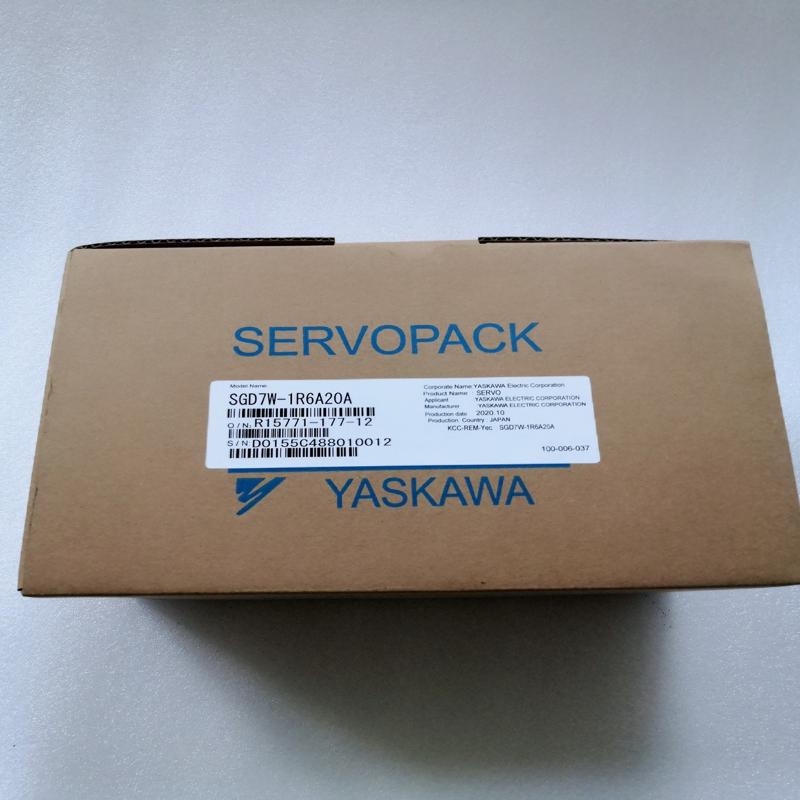 SERVOPACK
Model Name:
SGD7W-1R6A20A
O/N:R15771-177-12
S/N:D0155C488010012
Corporate Name:YASKAWA Electric Corporation
Product Name: SERVO
Applicant YASKAWA ELECTRIC CORPORATION
Manufacturer YASKAWA ELECTRIC CORPORATION
Production date 2020.10
Production. Country JAPAN
KCC-REM-Yec SGD7W-1R6A20A
100-006-037
YASKAWA